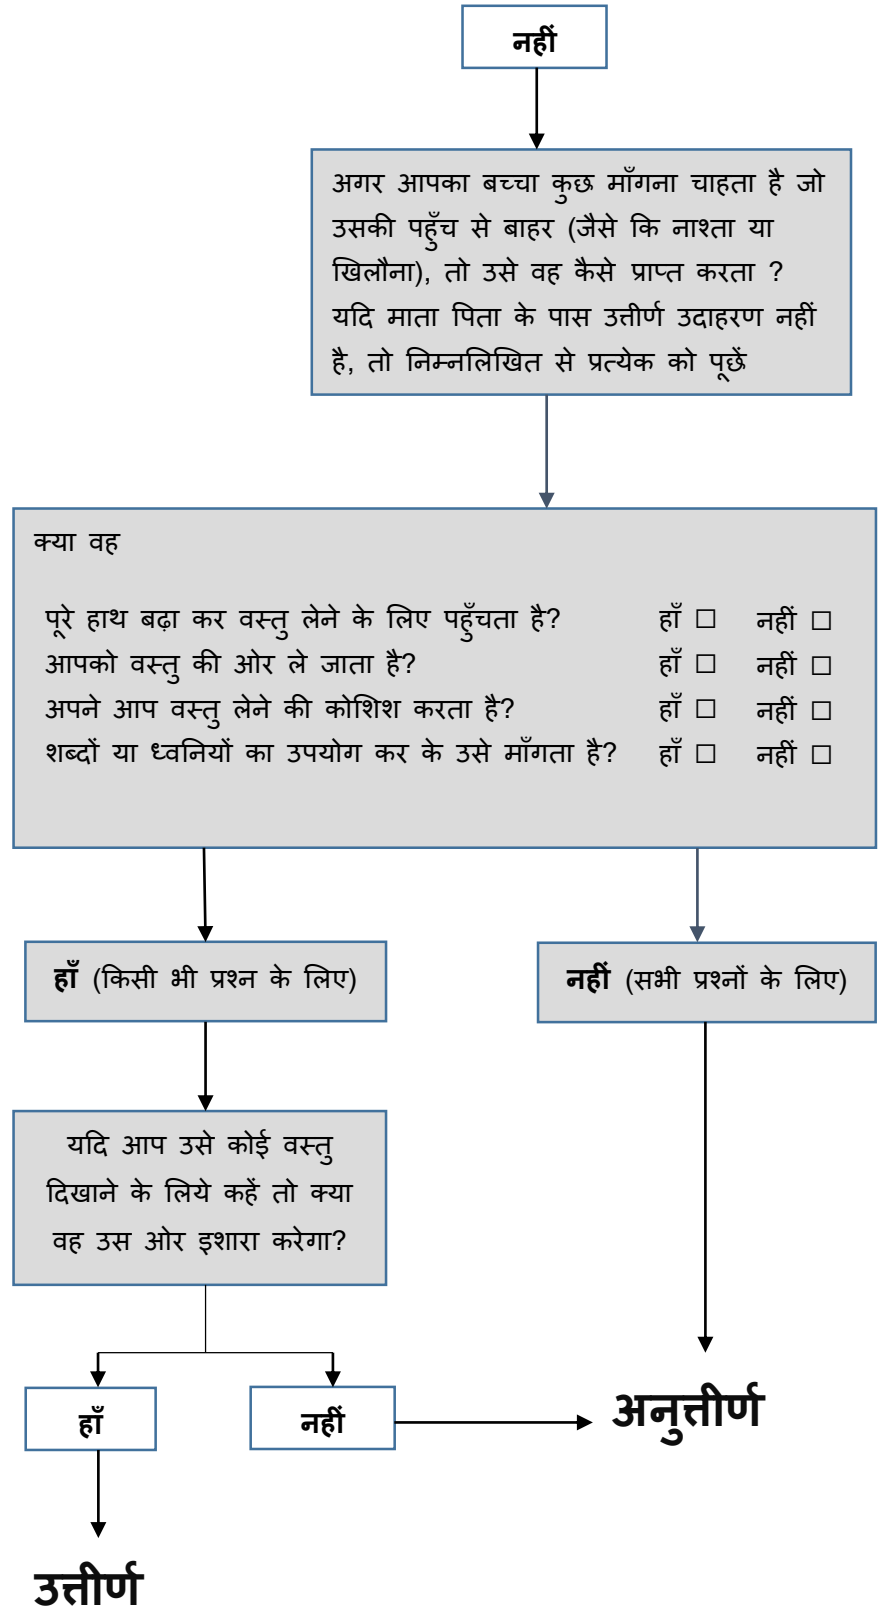 नहीं
अगर आपका बच्चा कुछ माँगना चाहता है जो
उसकी पहुँच से बाहर (जैसे कि नाश्ता या
खिलौना), तो उसे वह कैसे प्राप्त करता ?
यदि माता पिता के पास उत्तीर्ण उदाहरण नहीं
है, तो निम्नलिखित से प्रत्येक को पूछें
क्या वह
पूरे हाथ बढ़ा कर वस्तु लेने के लिए पहुँचता है? हाँ ☐ नहीं ☐
आपको वस्तु की ओर ले जाता है? हाँ ☐ नहीं ☐
अपने आप वस्तु लेने की कोशिश करता है? हाँ ☐ नहीं ☐
शब्दों या ध्वनियों का उपयोग कर के उसे माँगता है? हाँ ☐ नहीं ☐
हाँ (किसी भी प्रश्न के लिए)
नहीं (सभी प्रश्नों के लिए)
यदि आप उसे कोई वस्तु
दिखाने के लिये कहें तो क्या
वह उस ओर इशारा करेगा?
हाँ
नहीं
अनुत्तीर्ण
उत्तीर्ण